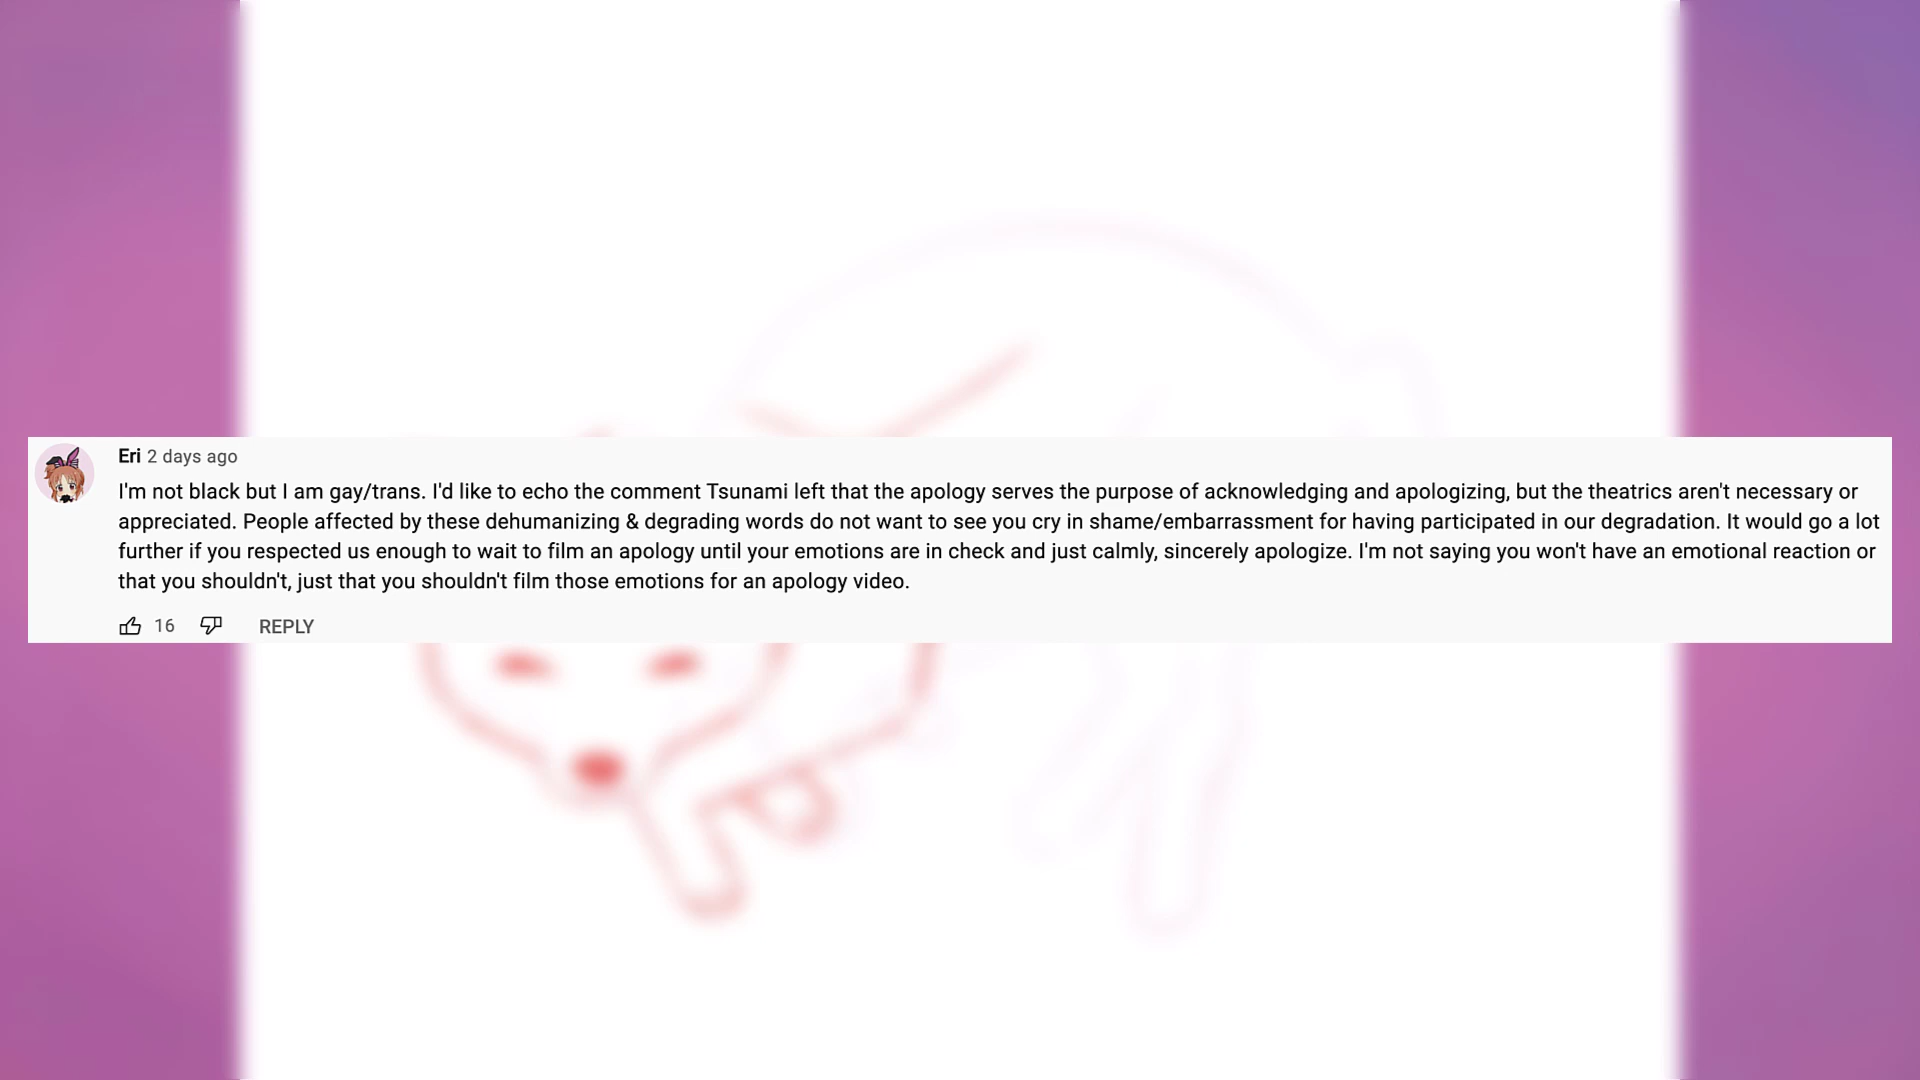 Eri 2 days ago
I'm not black but I am gay/trans. I'd like to echo the comment Tsunami left that the apology serves the purpose of acknowledging and apologizing, but the theatrics aren't necessary or
appreciated. People affected by these dehumanizing & degrading words do not want to see you cry in shame/embarrassment for having participated in our degradation. It would go a lot
further if you respected us enough to wait to film an apology until your emotions are in check and just calmly, sincerely apologize. I'm not saying you won't have an emotional reaction or
that you shouldn't, just that you shouldn't film those emotions for an apology video.
16 REPLY